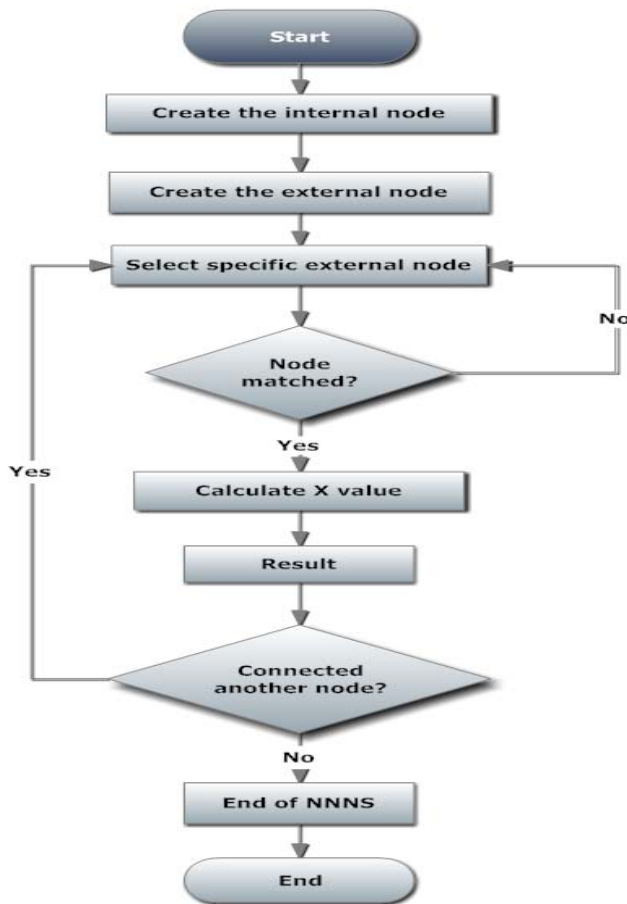 Start
Create the internal node
Create the external node
Select specific external node
No
Node
matched?
Yes
Yes
Calculate X value
Result
Connected
another node?
No
End of NNNS
End